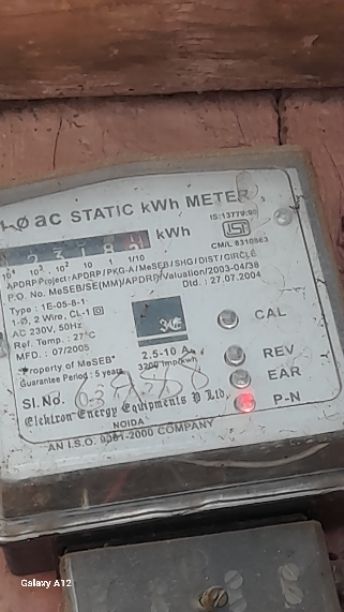 1-Ø ac STATIC kWh METER
IS:13779:99
ISI
kWh
10⁴ 10³ 10² 10 1 1/10
CM/L 8310563
APDRP Project: APDRP/PKG-A/MeSEB/SHG/DIST/CIRCLE
P.O. No. MeSEB/SE(MM)/APDRP/Valuation/2003-04/38
Dtd. : 27.07.2004
Type : 1E-05-8-1
1-Ø, 2 Wire, CL-1
AC 230V, 50Hz
Ref. Temp. : 27°C
MFD. : 07/2005
CAL
Property of MeSEB
2.5-10 A
REV
Guarantee Period : 5 years
3200 imp/kwh
EAR
Sl.No.
P-N
Elektron Energy Equipments P Ltd.
NOIDA
AN I.S.O. 9001-2000 COMPANY
Galaxy A12